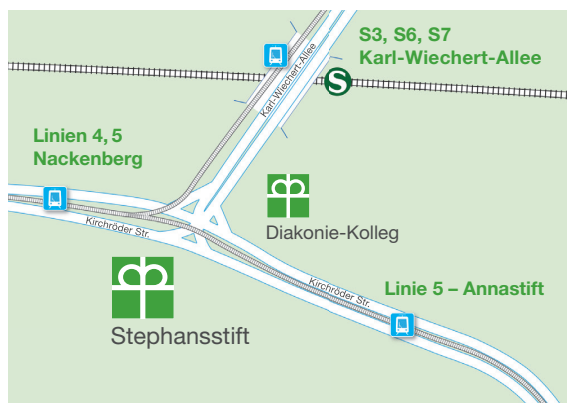 S3, S6, S7
Karl-Wiechert-Allee
S
Karl-Wiechert-Allee
Linien 4, 5
Nackenberg
Kirchröder Str.
Diakonie-Kolleg
Kirchröder Str.
Linie 5 – Annastift
Stephansstift